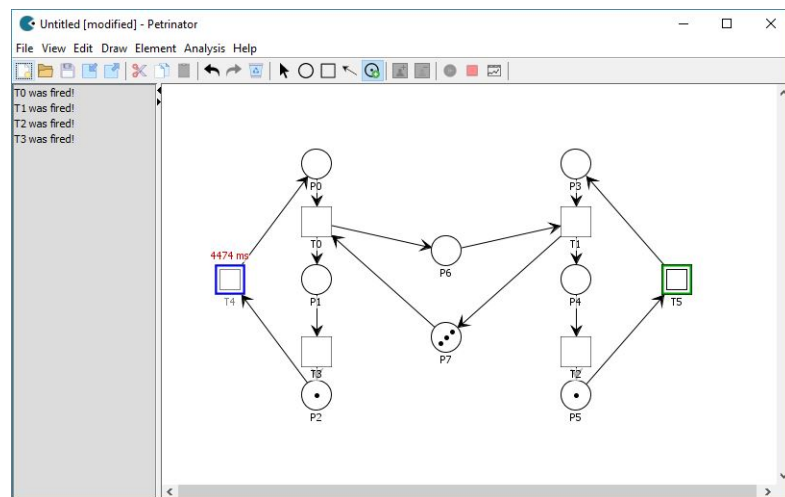 Untitled [modified] - Petrinator
File View Edit Draw Element Analysis Help
T0 was fired!
T1 was fired!
T2 was fired!
T3 was fired!
P0
P3
T0
T1
P6
4474 ms
T4
P1
P4
T5
P7
T3
T2
P2
P5